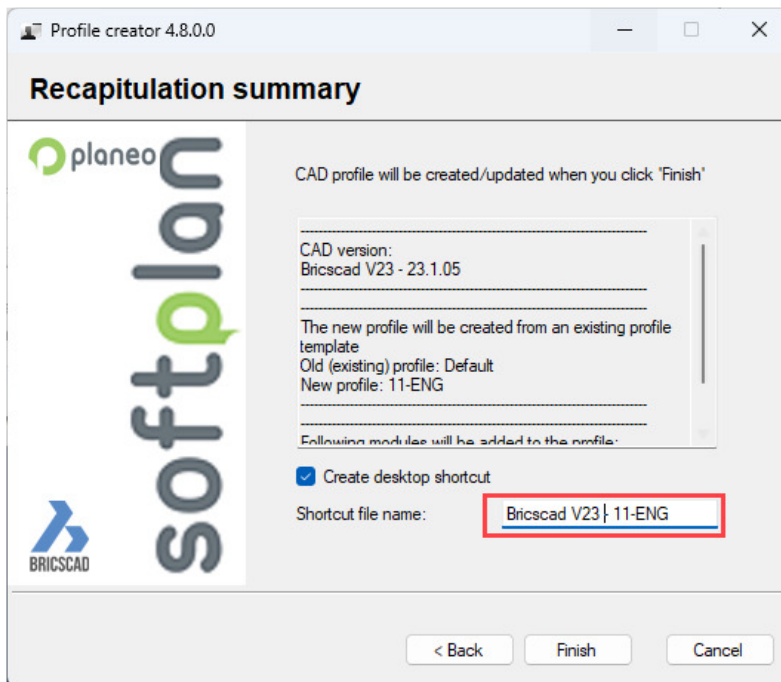 Profile creator 4.8.0.0
Recapitulation summary
planeo
softplan
BRICSCAD
CAD profile will be created/updated when you click 'Finish'
--------------------------------------------------------------------------------
CAD version:
Bricscad V23 - 23.1.05
--------------------------------------------------------------------------------
--------------------------------------------------------------------------------
The new profile will be created from an existing profile
template
Old (existing) profile: Default
New profile: 11-ENG
--------------------------------------------------------------------------------
--------------------------------------------------------------------------------
Following modules will be added to the profile:
Create desktop shortcut
Shortcut file name: Bricscad V23 - 11-ENG
< Back Finish Cancel